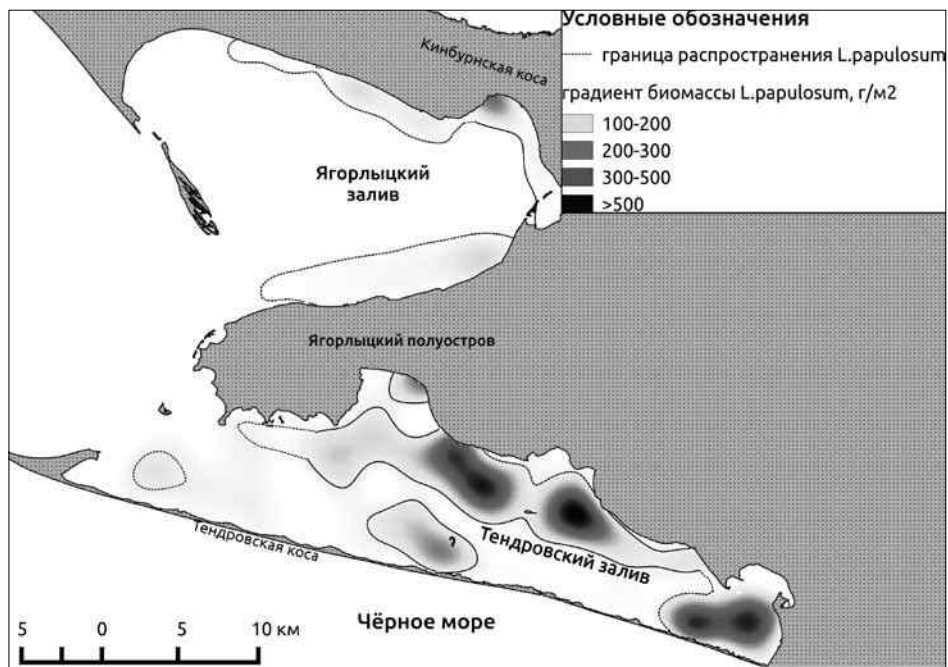 Условные обозначения
граница распространения L.papulosum
градиент биомассы L.papulosum, г/м2
100-200
200-300
300-500
>500
Кинбурнская коса
Ягорлыцкий
залив
Ягорлыцкий полуостров
Тендровская коса
Тендровский залив
Чёрное море
5 0 5 10 км